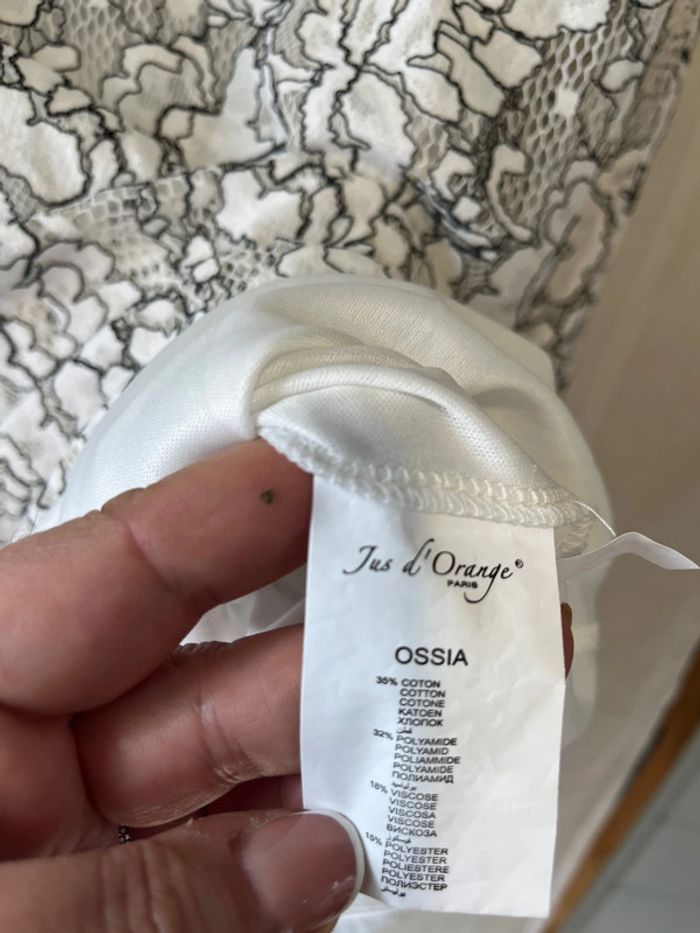 Jus d'Orange®
PARIS
OSSIA
35% COTON
COTTON
COTONE
KATOEN
ХЛОПОК
قطن
32% POLYAMIDE
POLYAMID
POLIAMMIDE
POLYAMIDE
ПОЛИАМИД
18% VISCOSE
VISCOSE
VISCOSA
VISCOSE
ВИСКОЗА
15% POLYESTER
POLYESTER
POLIESTERE
POLYESTER
ПОЛИЭСТЕР